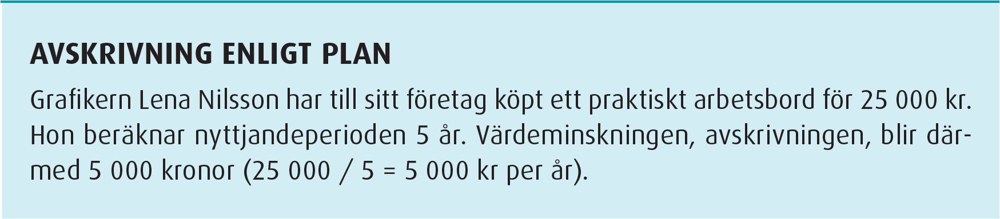 AVSKRIVNING ENLIGT PLAN
Grafikern Lena Nilsson har till sitt företag köpt ett praktiskt arbetsbord för 25 000 kr.
Hon beräknar nyttjandeperioden 5 år. Värdeminskningen, avskrivningen, blir där-
med 5 000 kronor (25 000 / 5 = 5 000 kr per år).